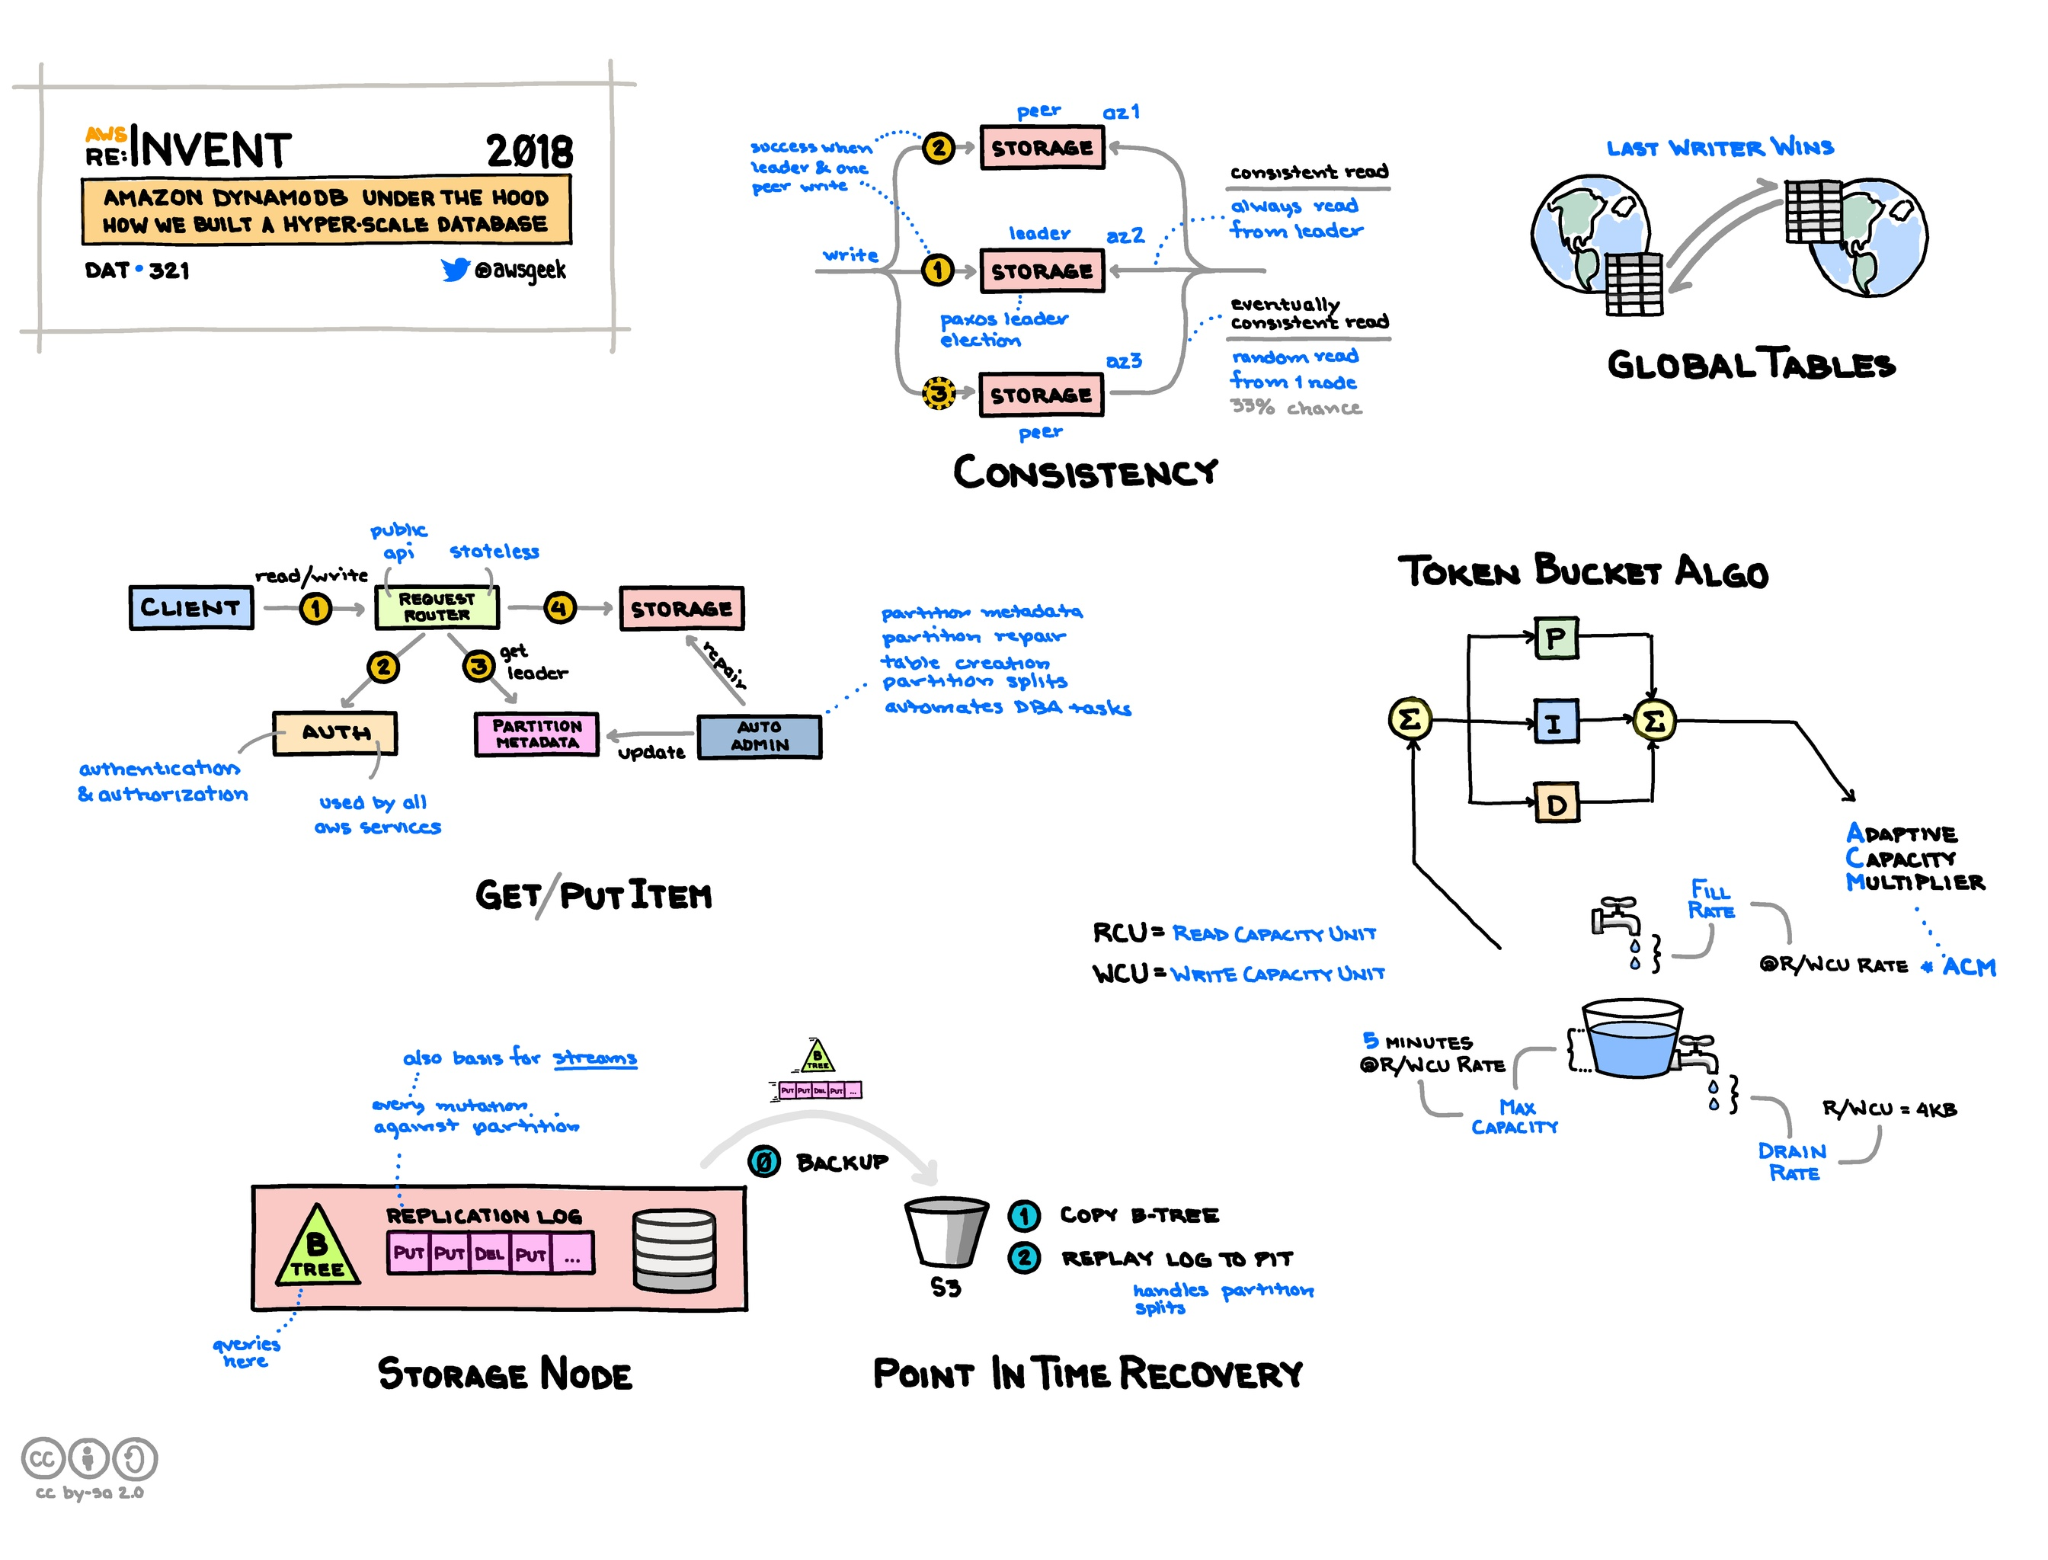 AWS
RE:INVENT 2018
AMAZON DYNAMODB UNDER THE HOOD
HOW WE BUILT A HYPER-SCALE DATABASE
DAT • 321
@awsgeek
peer
az1
2
STORAGE
success when
leader & one
peer write
write
leader
az2
1
STORAGE
paxos leader
election
az3
3
STORAGE
peer
consistent read
always read
from leader
eventually
consistent read
random read
from 1 node
33% chance
CONSISTENCY
LAST WRITER WINS
GLOBAL TABLES
public
api
stateless
CLIENT
read/write
1
REQUEST
ROUTER
4
STORAGE
2
3
get
leader
repair
AUTH
PARTITION
METADATA
update
AUTO
ADMIN
partition metadata
partition repair
table creation
partition splits
automates DBA tasks
authentication
& authorization
used by all
aws services
GET/PUT ITEM
TOKEN BUCKET ALGO
P
Σ
I
Σ
D
ADAPTIVE
CAPACITY
MULTIPLIER
RCU = READ CAPACITY UNIT
WCU = WRITE CAPACITY UNIT
FILL
RATE
@R/WCU RATE * ACM
5 MINUTES
@R/WCU RATE
MAX
CAPACITY
R/WCU = 4KB
DRAIN
RATE
also basis for streams
every mutation
against partition
B
TREE
REPLICATION LOG
PUT PUT DEL PUT ...
queries
here
STORAGE NODE
B
TREE
PUT PUT DEL PUT ...
0 BACKUP
S3
1 COPY B-TREE
2 REPLAY LOG TO PIT
handles partition
splits
POINT IN TIME RECOVERY
cc
cc by-sa 2.0